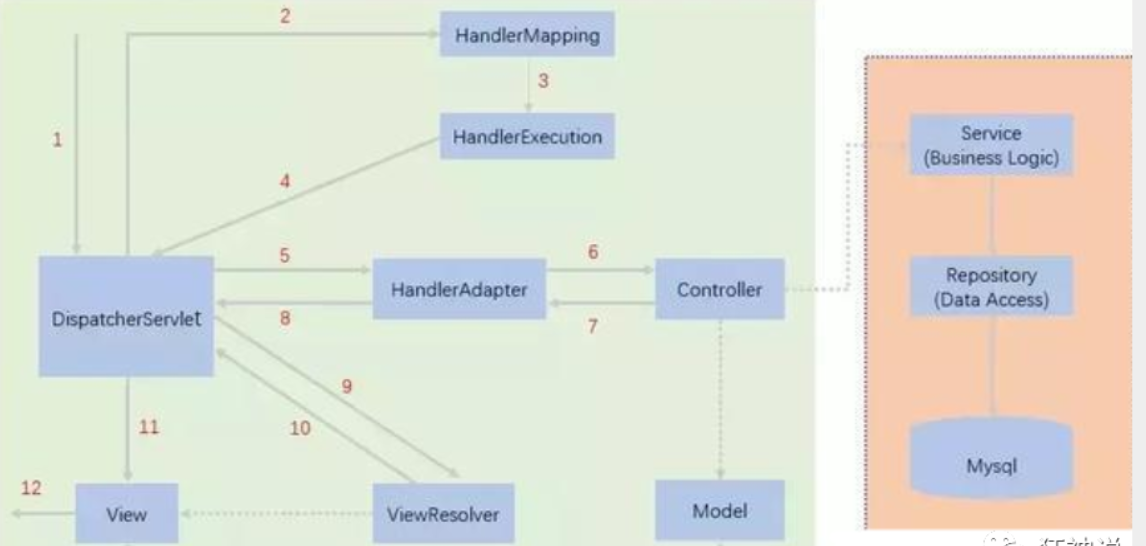 2
HandlerMapping
3
1
HandlerExecution
Service
(Business Logic)
4
5
6
HandlerAdapter
Controller
Repository
(Data Access)
DispatcherServlet
8
7
9
11
10
Mysql
12
View
ViewResolver
Model